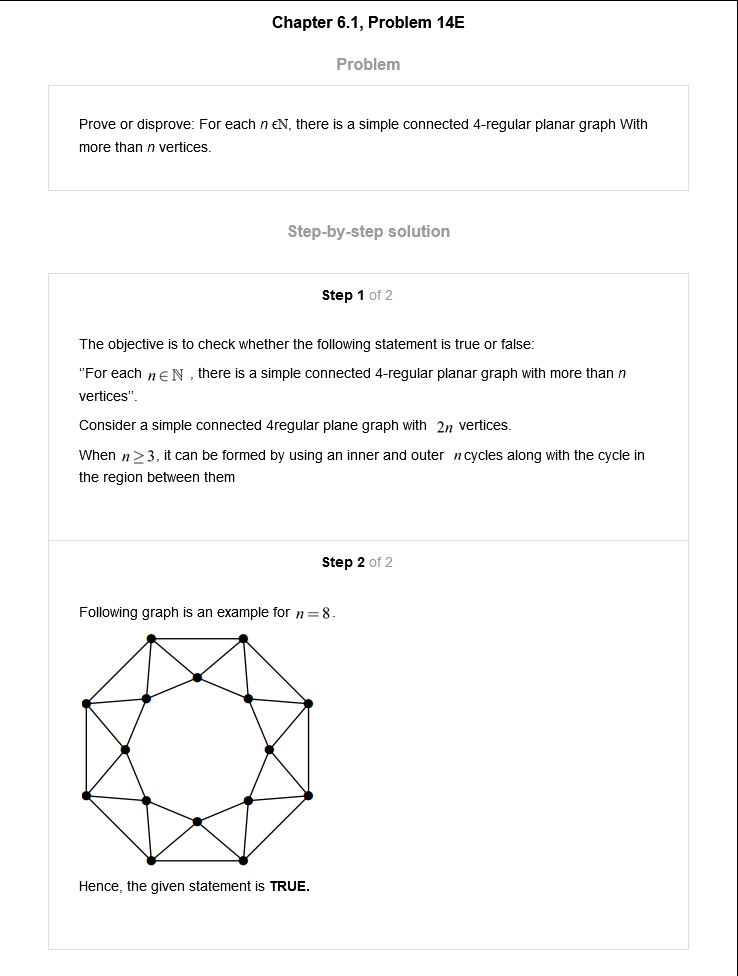 Chapter 6.1, Problem 14E
Problem
Prove or disprove: For each n ϵℕ, there is a simple connected 4-regular planar graph With
more than n vertices.
Step-by-step solution
Step 1 of 2
The objective is to check whether the following statement is true or false:
"For each n ∈ ℕ , there is a simple connected 4-regular planar graph with more than n
vertices".
Consider a simple connected 4regular plane graph with 2n vertices.
When n ≥ 3, it can be formed by using an inner and outer n cycles along with the cycle in
the region between them
Step 2 of 2
Following graph is an example for n = 8.
Hence, the given statement is TRUE.